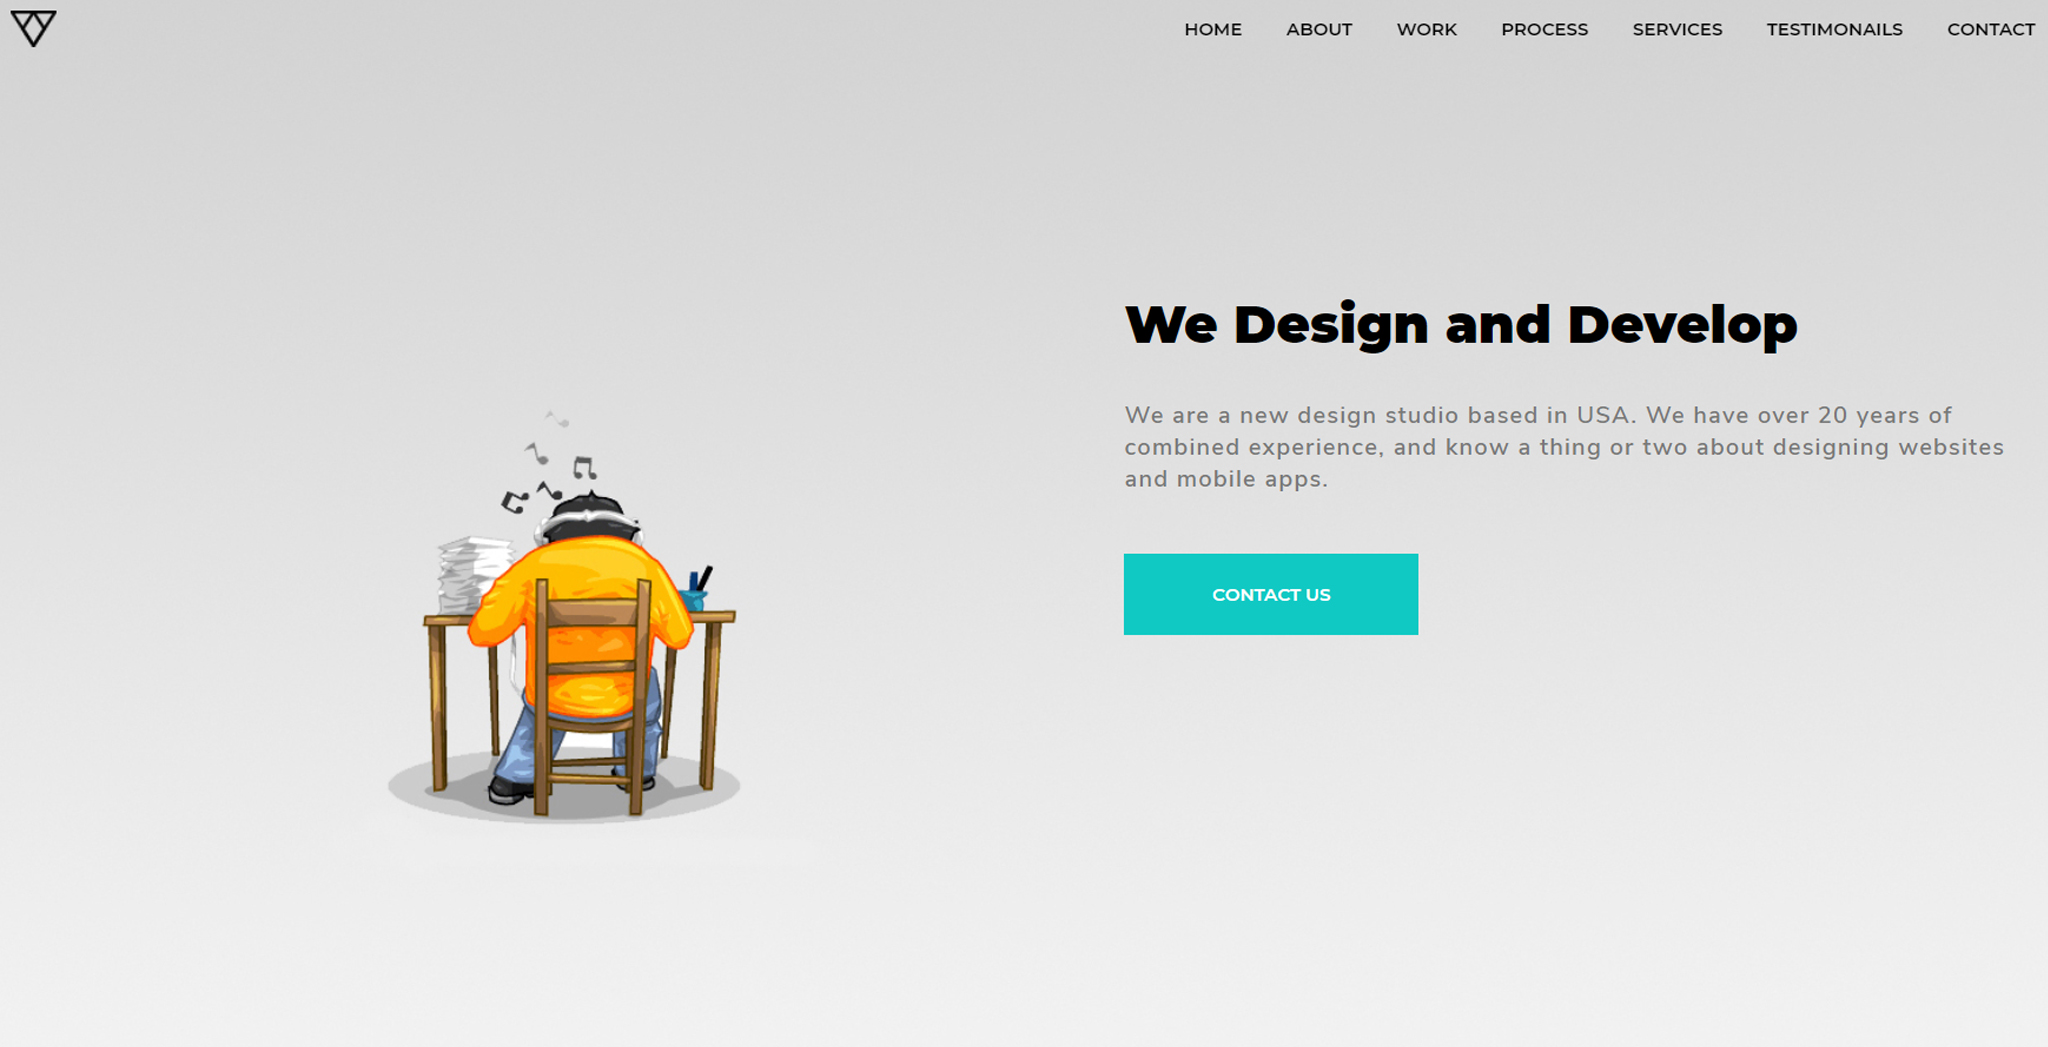 HOME ABOUT WORK PROCESS SERVICES TESTIMONAILS CONTACT
We Design and Develop
We are a new design studio based in USA. We have over 20 years of
combined experience, and know a thing or two about designing websites
and mobile apps.
CONTACT US